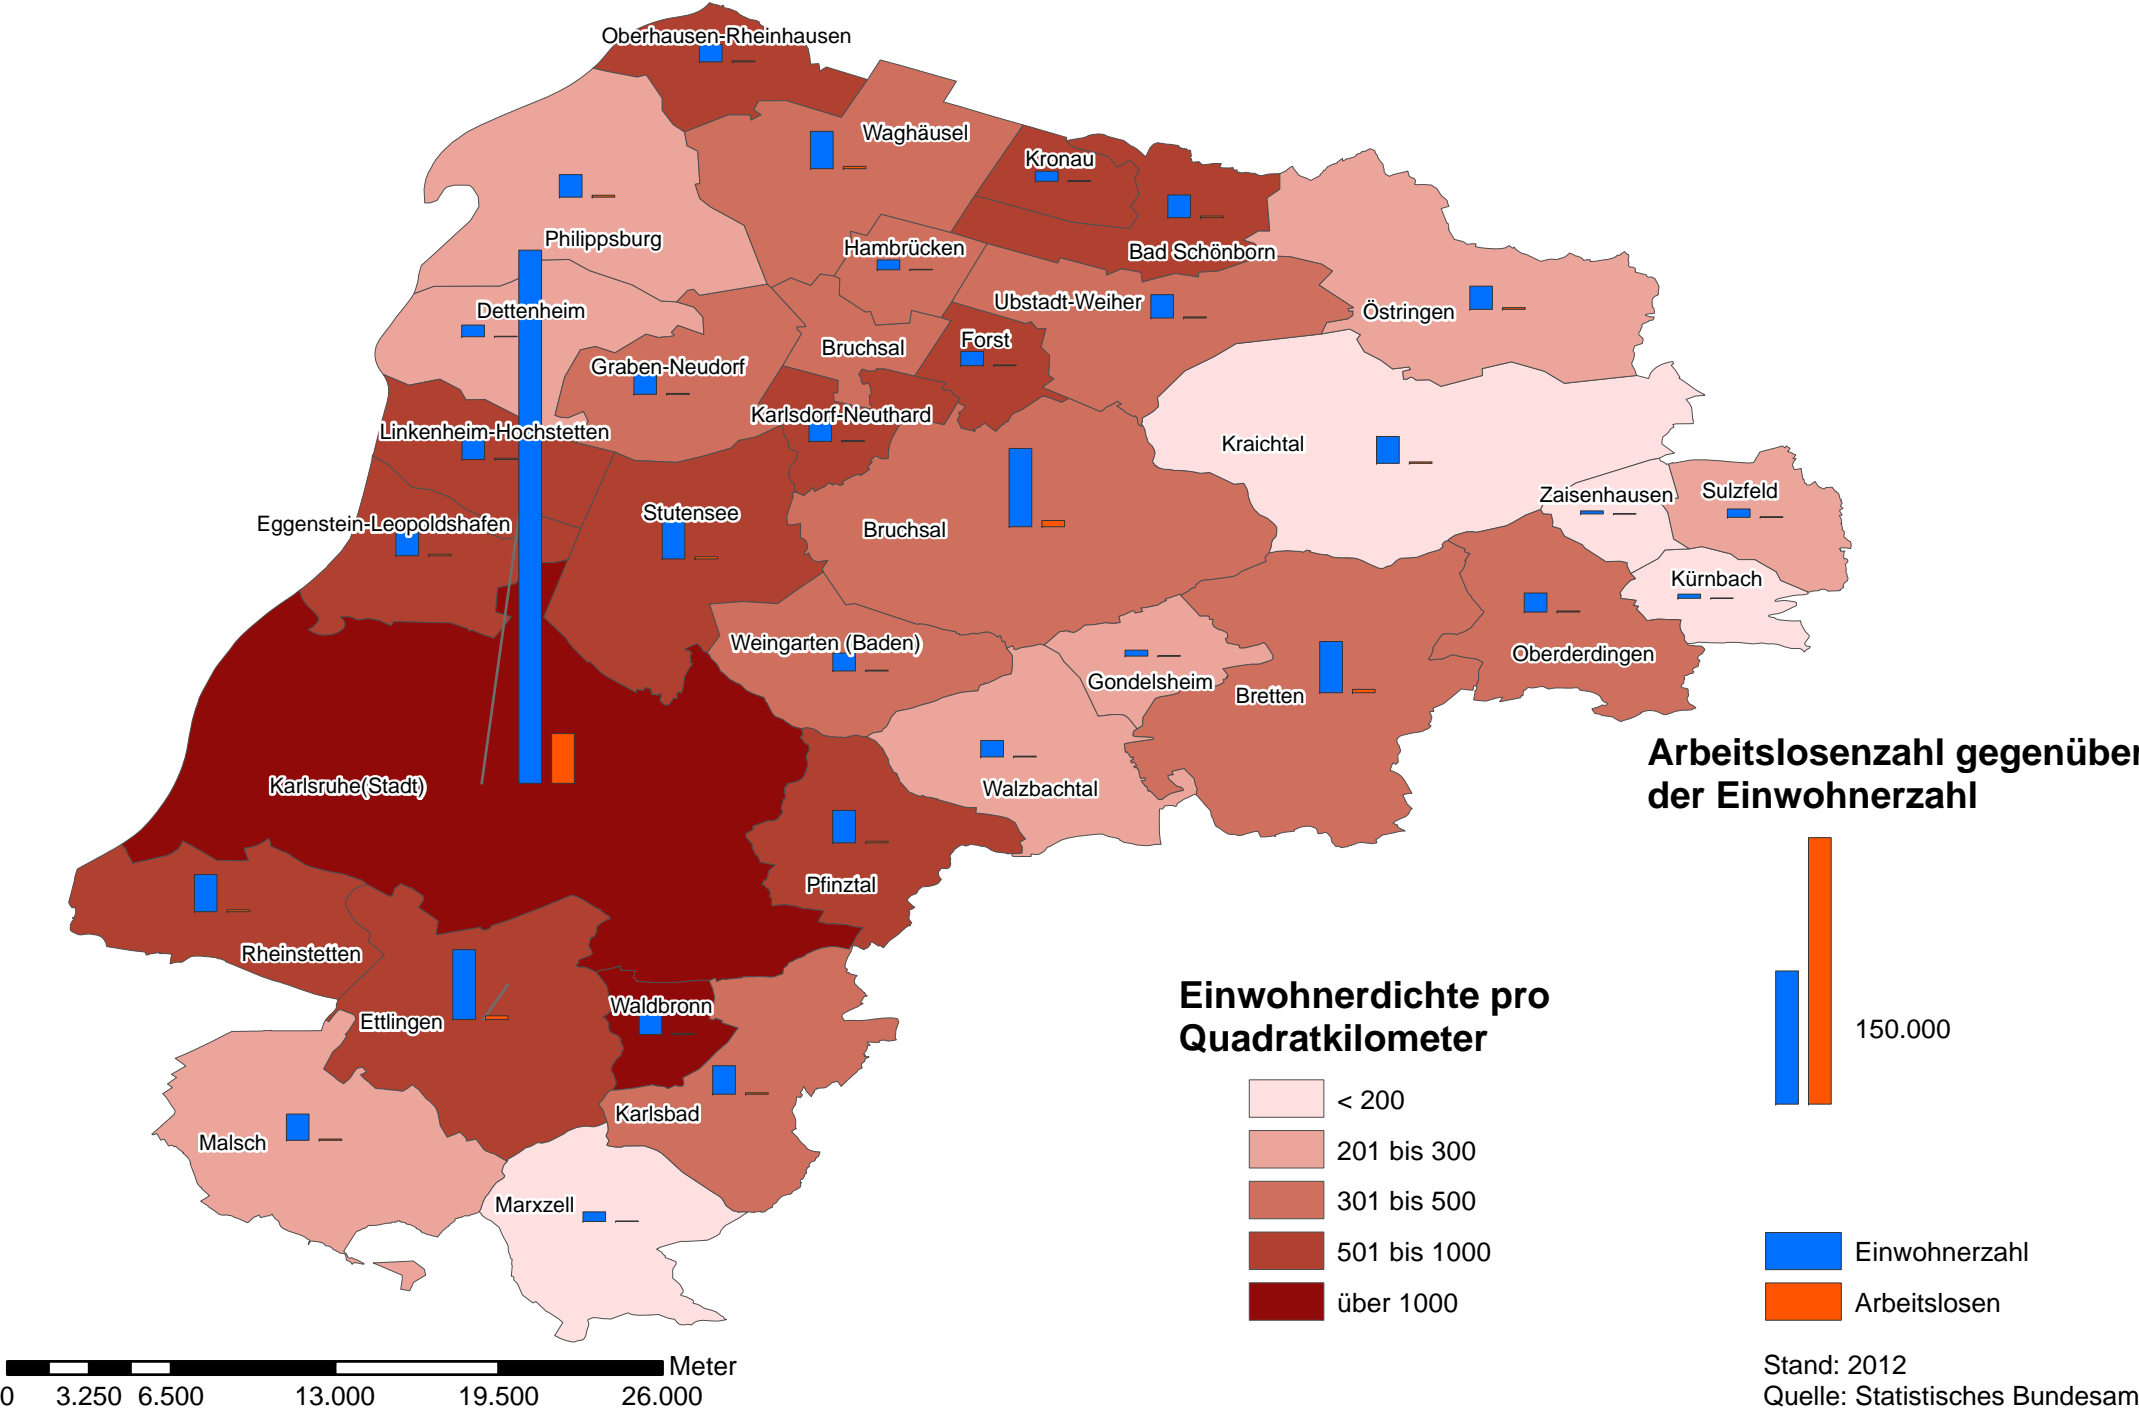 Oberhausen-Rheinhausen
Waghäusel
Kronau
Philippsburg
Hambrücken
Bad Schönborn
Dettenheim
Ubstadt-Weiher
Östringen
Bruchsal
Forst
Graben-Neudorf
Karlsdorf-Neuthard
Linkenheim-Hochstetten
Kraichtal
Zaisenhausen
Sulzfeld
Eggenstein-Leopoldshafen
Stutensee
Bruchsal
Kürnbach
Weingarten (Baden)
Gondelsheim
Bretten
Oberderdingen
Karlsruhe(Stadt)
Walzbachtal
Pfinztal
Rheinstetten
Ettlingen
Waldbronn
Karlsbad
Malsch
Marxzell
Arbeitslosenzahl gegenüber
der Einwohnerzahl
150.000
Einwohnerzahl
Arbeitslosen
Einwohnerdichte pro
Quadratkilometer
< 200
201 bis 300
301 bis 500
501 bis 1000
über 1000
Meter
0 3.250 6.500 13.000 19.500 26.000
Stand: 2012
Quelle: Statistisches Bundesam